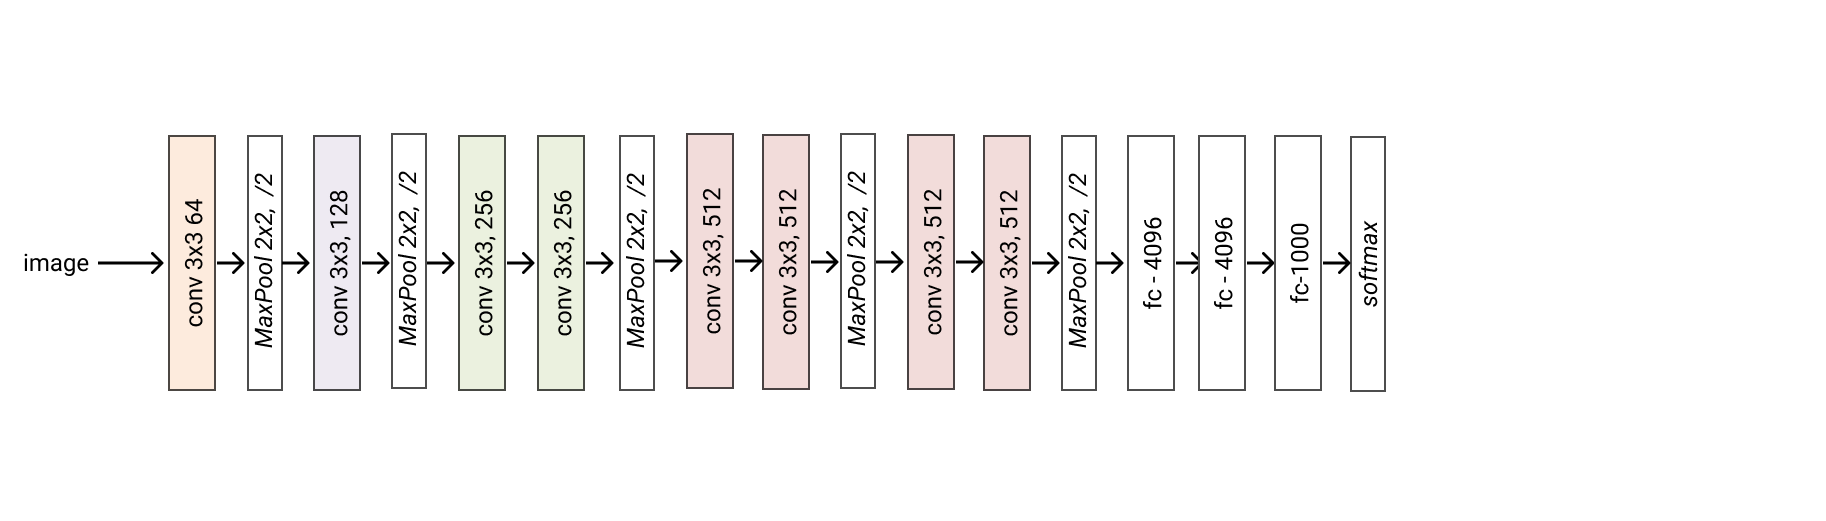 image
conv 3x3 64
MaxPool 2x2, /2
conv 3x3, 128
MaxPool 2x2, /2
conv 3x3, 256
conv 3x3, 256
MaxPool 2x2, /2
conv 3x3, 512
conv 3x3, 512
MaxPool 2x2, /2
conv 3x3, 512
conv 3x3, 512
MaxPool 2x2, /2
fc - 4096
fc - 4096
fc-1000
softmax